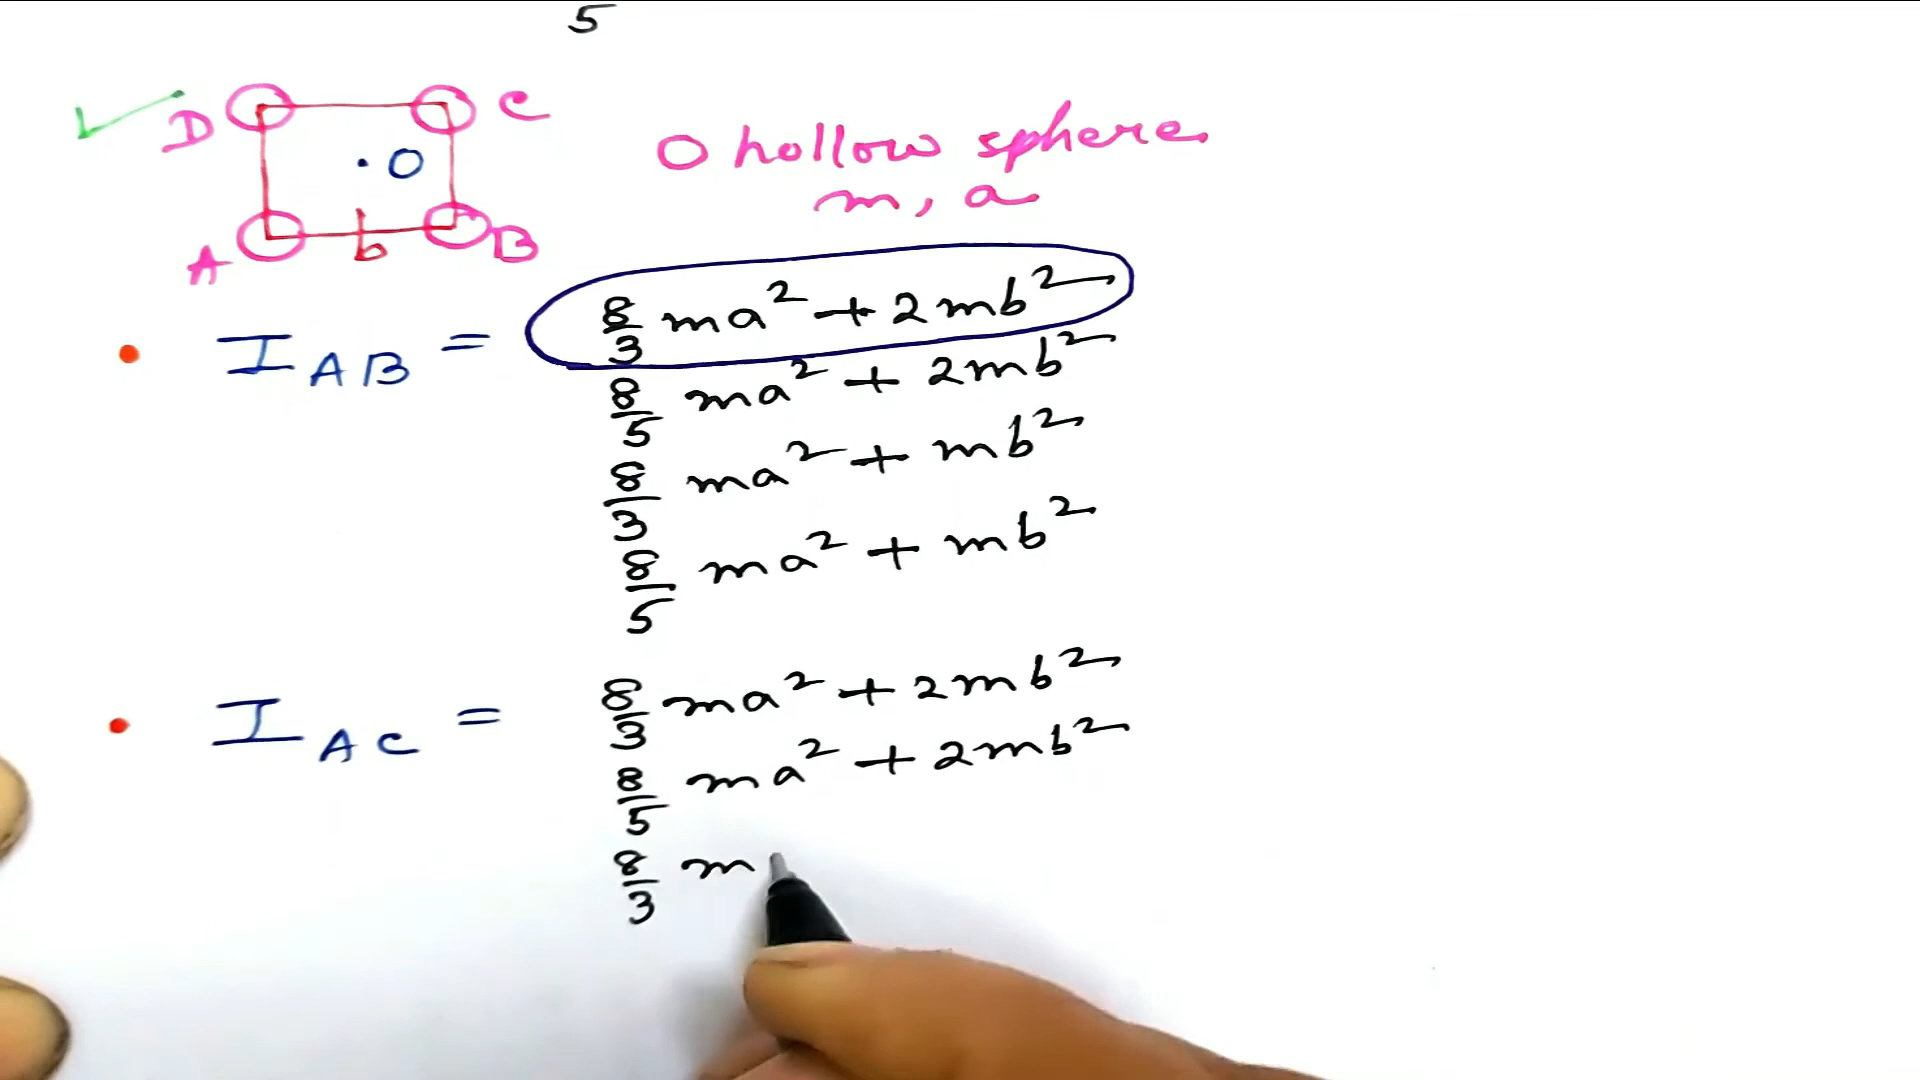 5
D C
. O
A b B
O hollow sphere
m, a
• I_AB = 8/3 ma² + 2mb²
8/5 ma² + 2mb²
8/3 ma² + mb²
8/5 ma² + mb²
• I_AC = 8/3 ma² + 2mb²
8/5 ma² + 2mb²
8/3 m